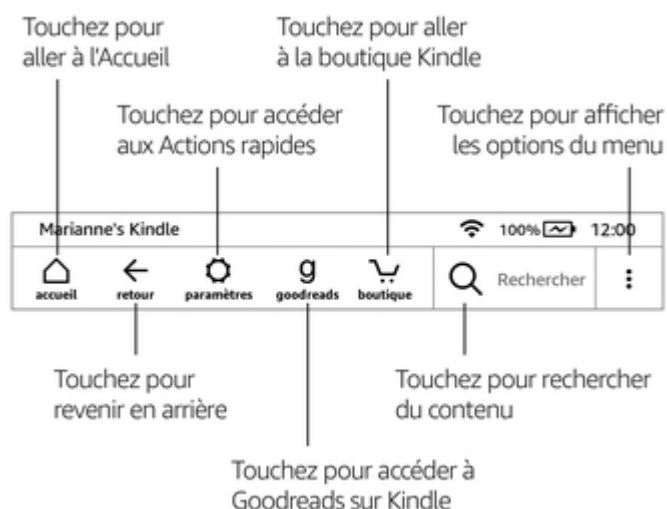 Touchez pour
aller à l'Accueil
Touchez pour aller
à la boutique Kindle
Touchez pour accéder
aux Actions rapides
Touchez pour afficher
les options du menu
Marianne's Kindle 100% 12:00
accueil retour paramètres g goodreads boutique Rechercher
Touchez pour
revenir en arrière
Touchez pour rechercher
du contenu
Touchez pour accéder à
Goodreads sur Kindle